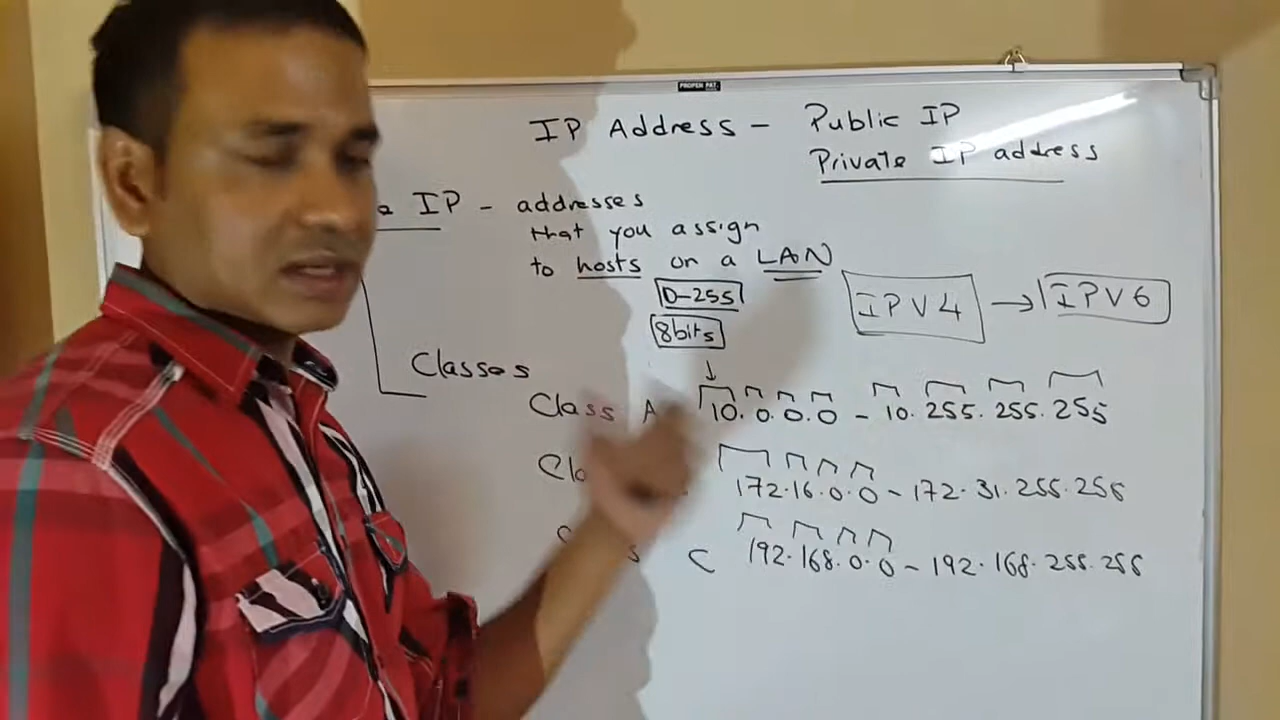 PROPER PAT.
IP Address - Public IP
Private IP address
IP - addresses
that you assign
to hosts on a LAN
0-255
IPV4 → IPV6
8bits
↓
Classes
Class A 10.0.0.0 - 10.255.255.255
172.16.0.0 - 172.31.255.255
C 192.168.0.0 - 192.168.255.255